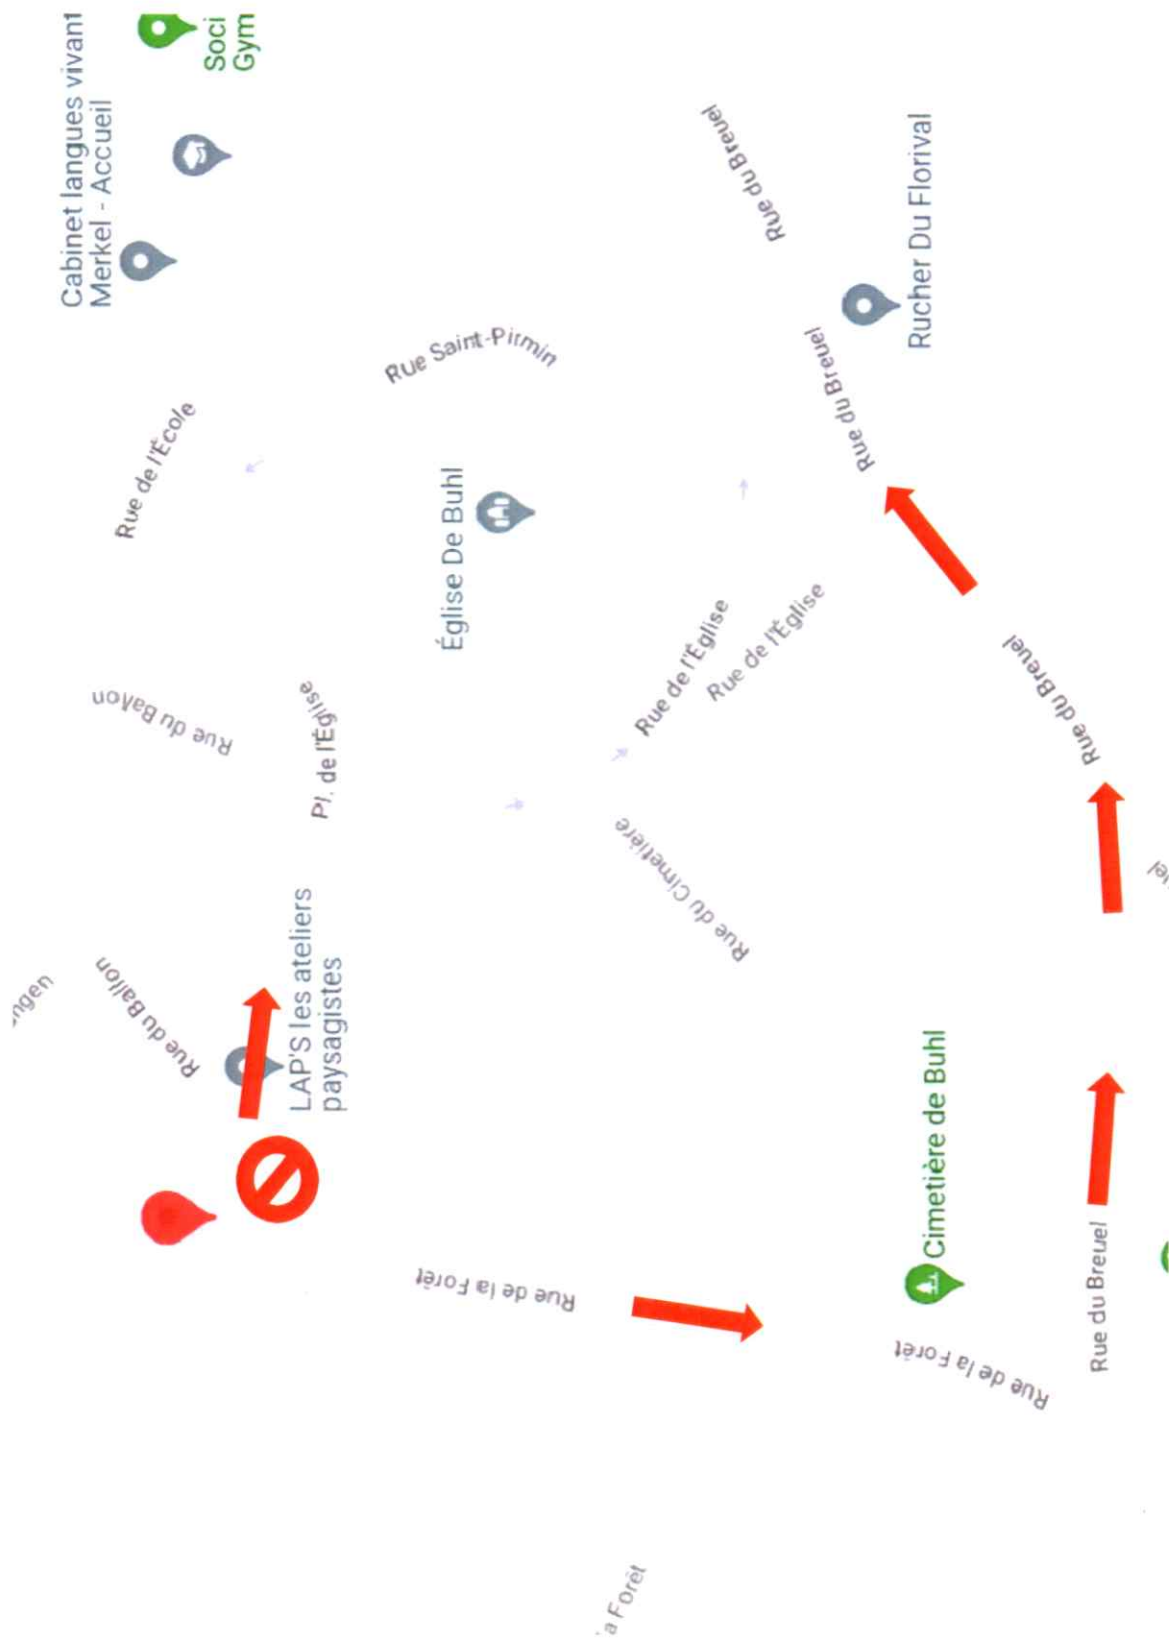 Cabinet langues vivant
Merkel - Accueil
Soci
Gym
Rue du Breuel
Rucher Du Florival
Rue Saint-Pirmin
Rue du Breuel
Rue de l'École
Église De Buhl
Rue de l'Église
Rue de l'Église
Rue du Breuel
Rue du Ballon
Pl. de l'Église
Rue du Cimetière
Rue du Ballon
LAP'S les ateliers
paysagistes
Cimetière de Buhl
Rue de la Forêt
Rue de la Forêt
Rue du Breuel
a Forêt